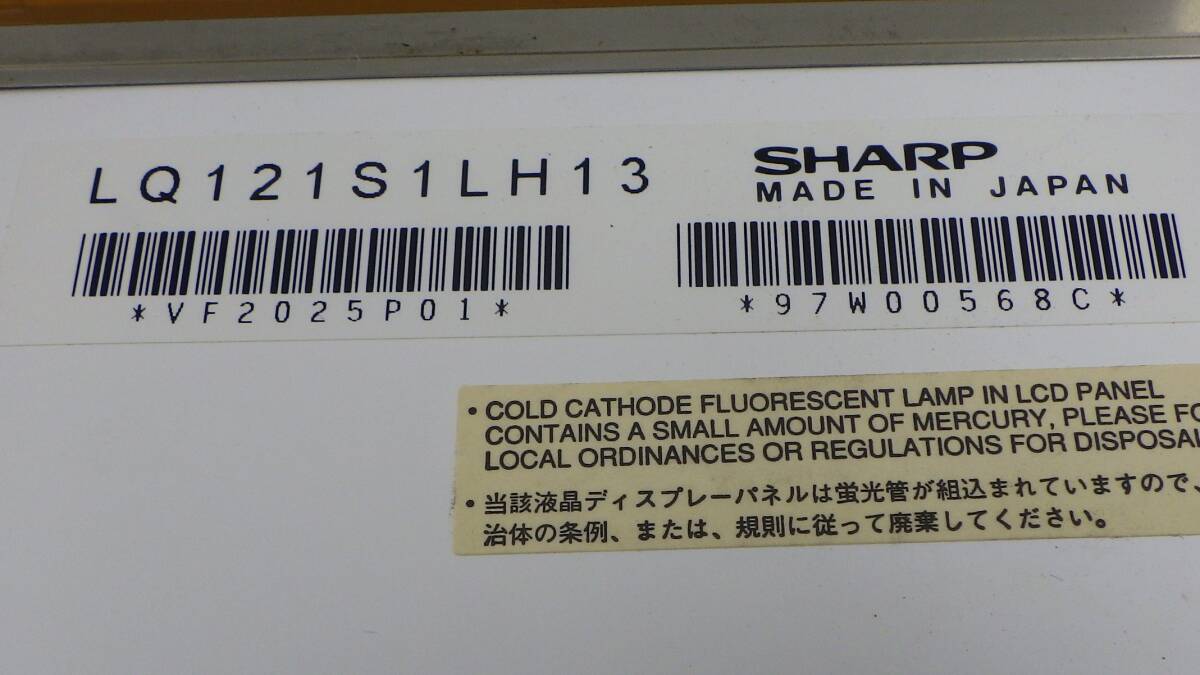 LQ121S1LH13
SHARP
MADE IN JAPAN
*VF2025P01*
*97W00568C*
• COLD CATHODE FLUORESCENT LAMP IN LCD PANEL
CONTAINS A SMALL AMOUNT OF MERCURY, PLEASE FO
LOCAL ORDINANCES OR REGULATIONS FOR DISPOSAL
• 当該液晶ディスプレーパネルは蛍光管が組込まれていますので、
治体の条例、または、規則に従って廃棄してください。